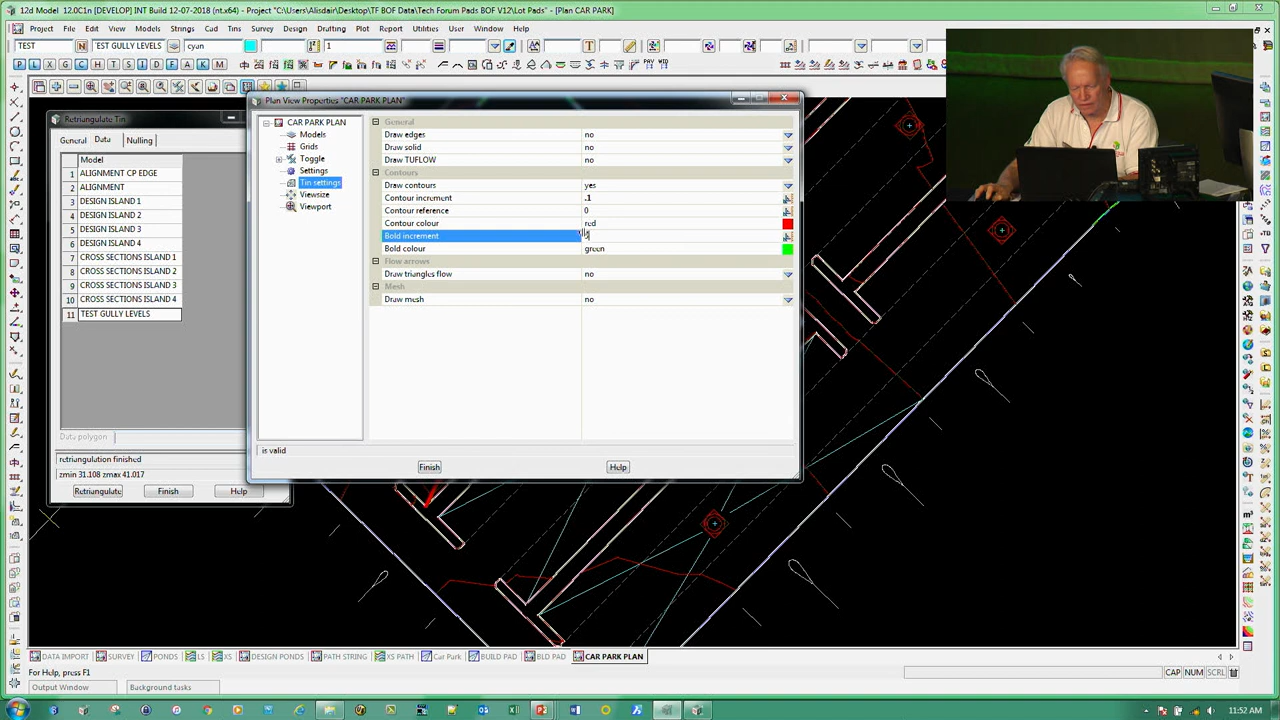 12d Model 12.0C1n [DEVELOP] INT Build 12-07-2018 (nt.x64) - "C:\Users\Alisdair\Desktop\TF BOF Data\Tech Forum Pads BOF V12\Lot Pads" - [Plan CAR PARK]
Project File Edit Views Models Strings Cad Tins Survey Design Drafting Plot Report Utilities User Window Help
TEST N TEST GULLY LEVELS cyan 1
P L X G C H T S I D F A K M
Retriangulate Tin
General Data Nulling
Model
1 ALIGNMENT CP EDGE
2 ALIGNMENT
3 DESIGN ISLAND 1
4 DESIGN ISLAND 2
5 DESIGN ISLAND 3
6 DESIGN ISLAND 4
7 CROSS SECTIONS ISLAND 1
8 CROSS SECTIONS ISLAND 2
9 CROSS SECTIONS ISLAND 3
10 CROSS SECTIONS ISLAND 4
11 TEST GULLY LEVELS
Data polygon
retriangulation finished
zmin 31.108 zmax 41.017
Retriangulate Finish Help
Plan View Properties "CAR PARK PLAN"
CAR PARK PLAN
Models
Grids
Toggle
Settings
Tin settings
Viewsize
Viewport
General
Draw edges no
Draw solid no
Draw TUFLOW no
Contours
Draw contours yes
Contour increment .1
Contour reference 0
Contour colour red
Bold increment
Bold colour green
Flow arrows
Draw triangles flow no
Mesh
Draw mesh no
is valid
Finish Help
DATA IMPORT SURVEY PONDS LS XS DESIGN PONDS PATH STRING XS PATH Car Park BUILD PAD BLD PAD CAR PARK PLAN
For Help, press F1 CAP NUM SCRL
Output Window Background tasks
11:52 AM